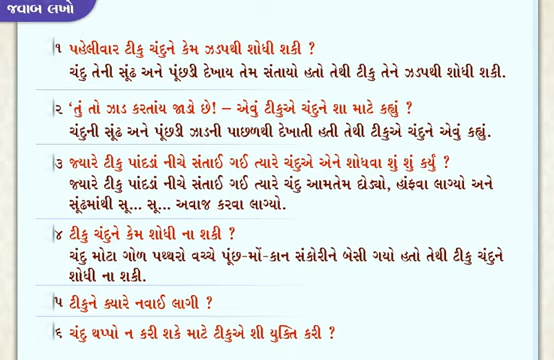 જવાબ લખો
૧ પહેલીવાર ટીકુ ચંદુને કેમ ઝડપથી શોધી શકી ?
ચંદુ તેની સૂંઢ અને પૂંછડી દેખાય તેમ સંતાયો હતો તેથી ટીકુ તેને ઝડપથી શોધી શકી.
૨ 'તું તો ઝાડ કરતાંય જાડો છે! – એવું ટીકુએ ચંદુને શા માટે કહ્યું ?
ચંદુની સૂંઢ અને પૂંછડી ઝાડની પાછળથી દેખાતી હતી તેથી ટીકુએ ચંદુને એવું કહ્યું.
૩ જ્યારે ટીકુ પાંદડાં નીચે સંતાઈ ગઈ ત્યારે ચંદુએ એને શોધવા શું શું કર્યું ?
જ્યારે ટીકુ પાંદડાં નીચે સંતાઈ ગઈ ત્યારે ચંદુ આમતેમ દોડ્યો, હાંફવા લાગ્યો અને
સૂંઢમાંથી સૂ... સૂ... અવાજ કરવા લાગ્યો.
૪ ટીકુ ચંદુને કેમ શોધી ના શકી ?
ચંદુ મોટા ગોળ પથ્થરો વચ્ચે પૂંછ-મોં-કાન સંકોરીને બેસી ગયો હતો તેથી ટીકુ ચંદુને
શોધી ના શકી.
૫ ટીકુને ક્યારે નવાઈ લાગી ?
૬ ચંદુ થપ્પો ન કરી શકે માટે ટીકુએ શી યુક્તિ કરી ?